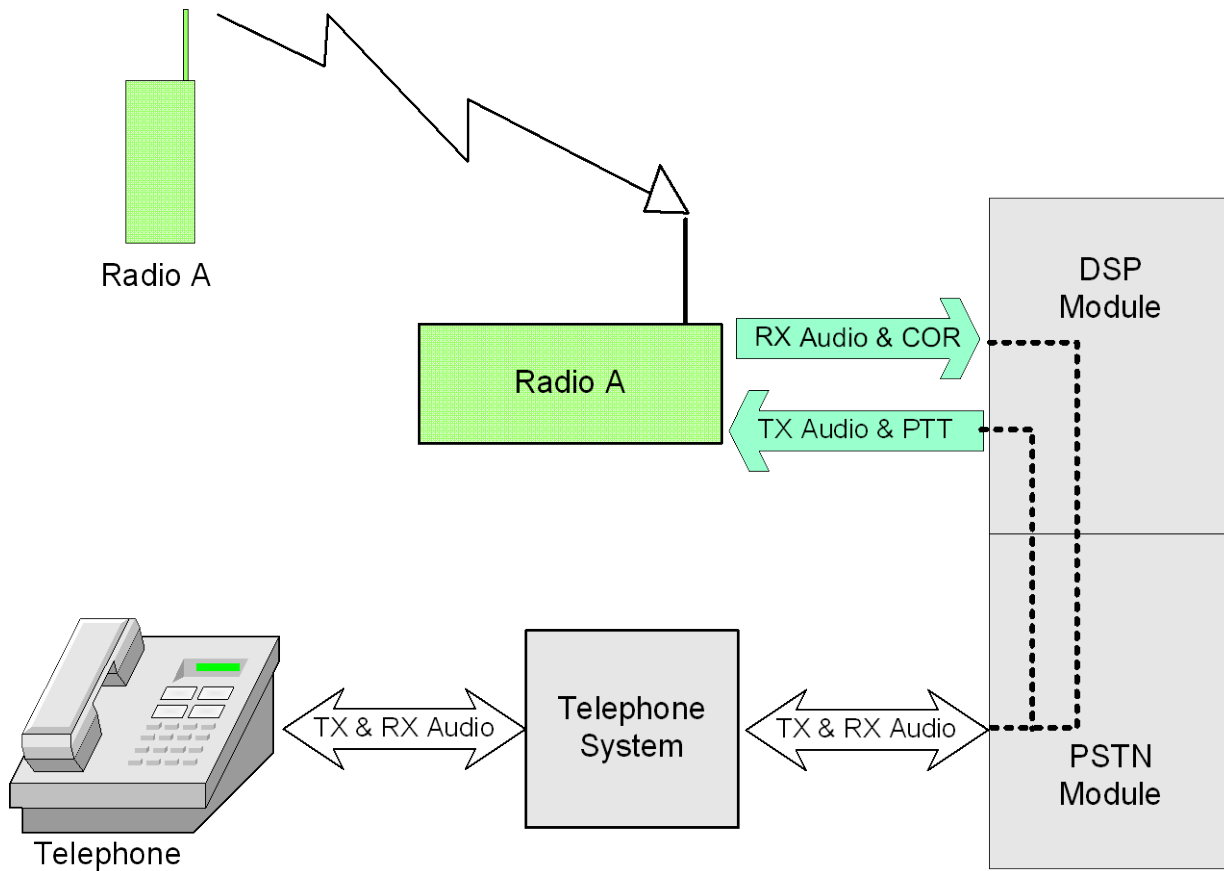 Radio A
DSP
Module
RX Audio & COR
Radio A
TX Audio & PTT
TX & RX Audio
Telephone
System
TX & RX Audio
PSTN
Module
Telephone